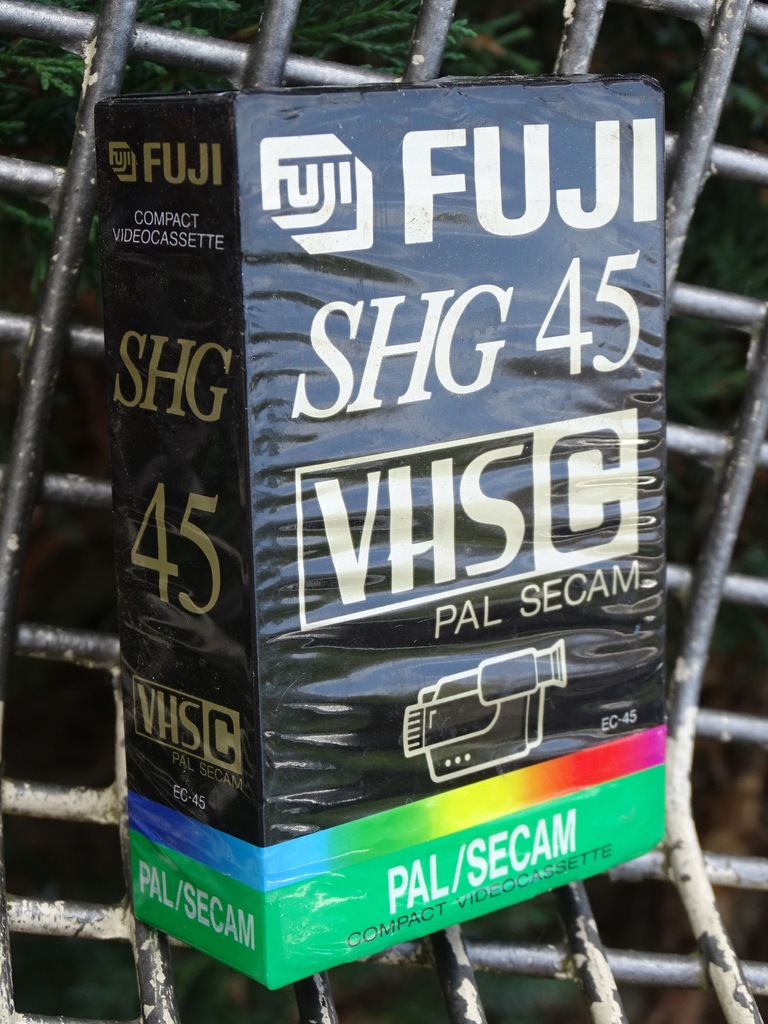 FUJI
COMPACT
VIDEOCASSETTE
SHG
45
VHSC
PAL SECAM
EC-45
PAL/SECAM
FUJI FUJI
SHG 45
VHSC
PAL SECAM
EC-45
PAL/SECAM
COMPACT VIDEOCASSETTE